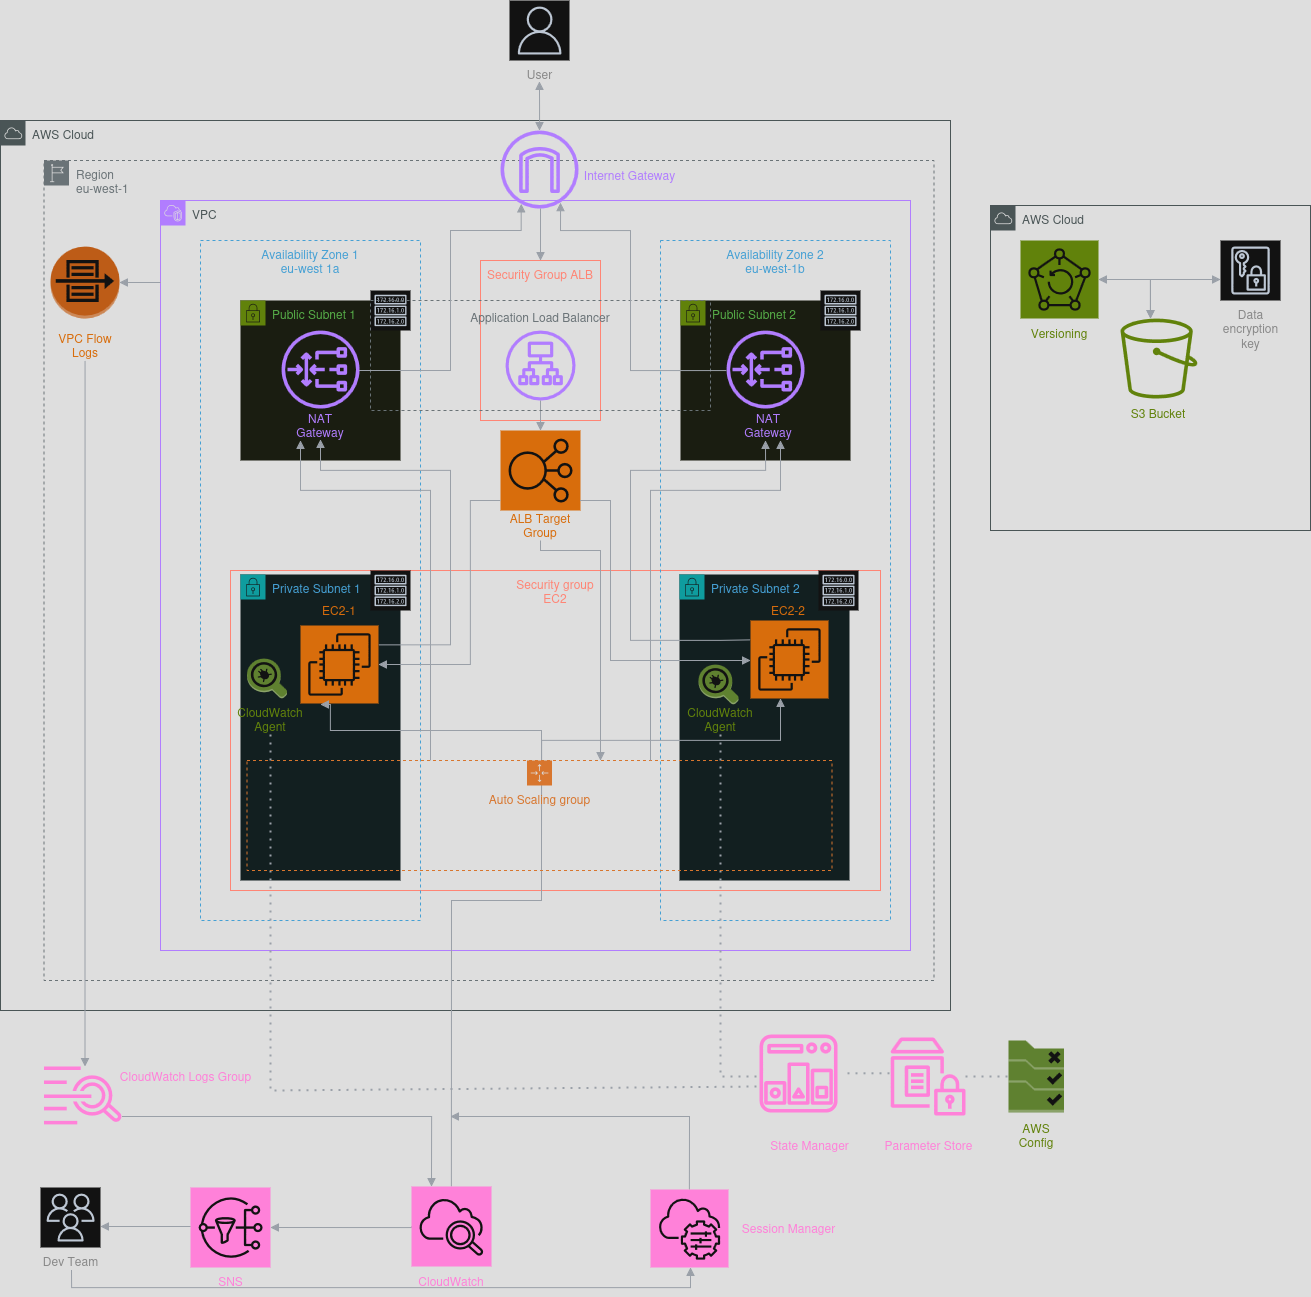 User
AWS Cloud
Region
eu-west-1
Internet Gateway
VPC
AWS Cloud
Availability Zone 1
eu-west 1a
Availability Zone 2
eu-west-1b
Security Group ALB
Versioning
Data
encryption
key
S3 Bucket
VPC Flow
Logs
Public Subnet 1
172.16.0.0
172.16.1.0
172.16.2.0
Application Load Balancer
Public Subnet 2
172.16.0.0
172.16.1.0
172.16.2.0
NAT
Gateway
NAT
Gateway
ALB Target
Group
Private Subnet 1
172.16.0.0
172.16.1.0
172.16.2.0
Security group
EC2
Private Subnet 2
172.16.0.0
172.16.1.0
172.16.2.0
EC2-1
EC2-2
CloudWatch
Agent
CloudWatch
Agent
Auto Scaling group
CloudWatch Logs Group
State Manager
Parameter Store
AWS
Config
Session Manager
Dev Team
SNS
CloudWatch